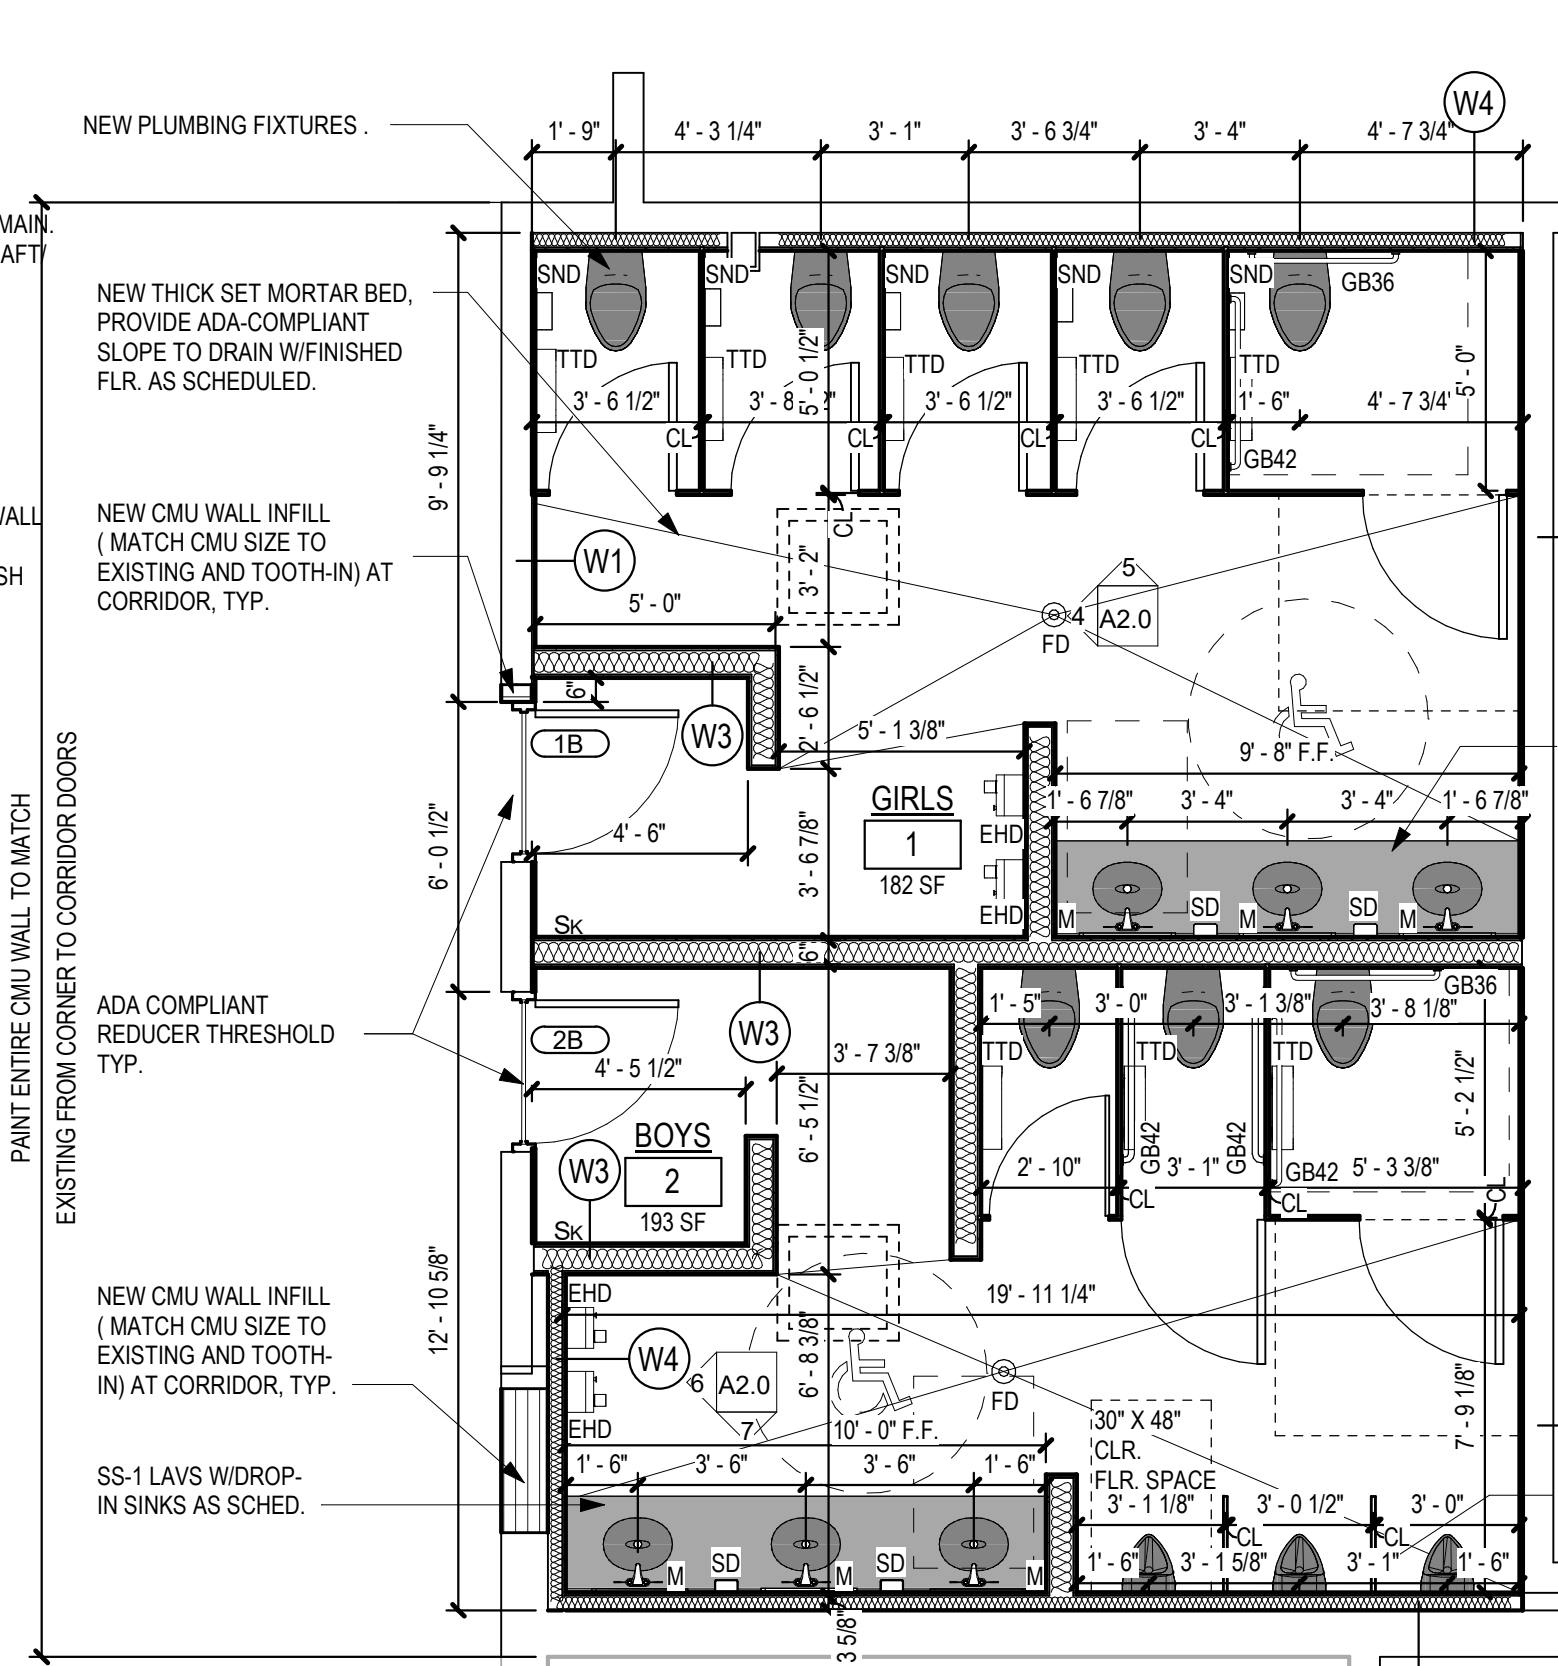 W4
NEW PLUMBING FIXTURES .
1' - 9"
4' - 3 1/4"
3' - 1"
3' - 6 3/4"
3' - 4"
4' - 7 3/4"
MAIN.
AFT/
SND
SND
SND
SND
SND
GB36
NEW THICK SET MORTAR BED,
PROVIDE ADA-COMPLIANT
SLOPE TO DRAIN W/FINISHED
FLR. AS SCHEDULED.
TTD
TTD
TTD
TTD
TTD
5' - 0 1/2"
5' - 0"
3' - 6 1/2"
3' - 6 1/2"
3' - 6 1/2"
1' - 6"
4' - 7 3/4"
CL
CL
CL
CL
GB42
9' - 9 1/4"
WALL
SH
NEW CMU WALL INFILL
( MATCH CMU SIZE TO
EXISTING AND TOOTH-IN) AT
CORRIDOR, TYP.
CL
W1
3' - 2"
5' - 0"
5
4
A2.0
FD
6"
1B
W3
2' - 6 1/2"
5' - 1 3/8"
9' - 8" F.F.
GIRLS
1
182 SF
EHD
EHD
1' - 6 7/8"
3' - 4"
3' - 4"
1' - 6 7/8"
4' - 6"
3' - 6 7/8"
6' - 0 1/2"
M
SD
M
SD
M
SK
6"
PAINT ENTIRE CMU WALL TO MATCH
EXISTING FROM CORNER TO CORRIDOR DOORS
ADA COMPLIANT
REDUCER THRESHOLD
TYP.
2B
W3
4' - 5 1/2"
3' - 7 3/8"
1' - 5"
3' - 0"
3' - 1 3/8"
3' - 8 1/8"
GB36
TTD
TTD
TTD
6' - 5 1/2"
5' - 2 1/2"
BOYS
2
193 SF
W3
SK
2' - 10"
GB42
3' - 1"
GB42
GB42
5' - 3 3/8"
CL
CL
CL
12' - 10 5/8"
NEW CMU WALL INFILL
( MATCH CMU SIZE TO
EXISTING AND TOOTH-
IN) AT CORRIDOR, TYP.
EHD
EHD
19' - 11 1/4"
W4
6
A2.0
7
6' - 8 3/8"
FD
10' - 0" F.F.
30" X 48"
CLR.
FLR. SPACE
7' - 9 1/8"
SS-1 LAVS W/DROP-
IN SINKS AS SCHED.
1' - 6"
3' - 6"
3' - 6"
1' - 6"
3' - 1 1/8"
3' - 0 1/2"
3' - 0"
CL
CL
1' - 6"
3' - 1 5/8"
3' - 1"
1' - 6"
M
SD
M
SD
M
3 5/8"